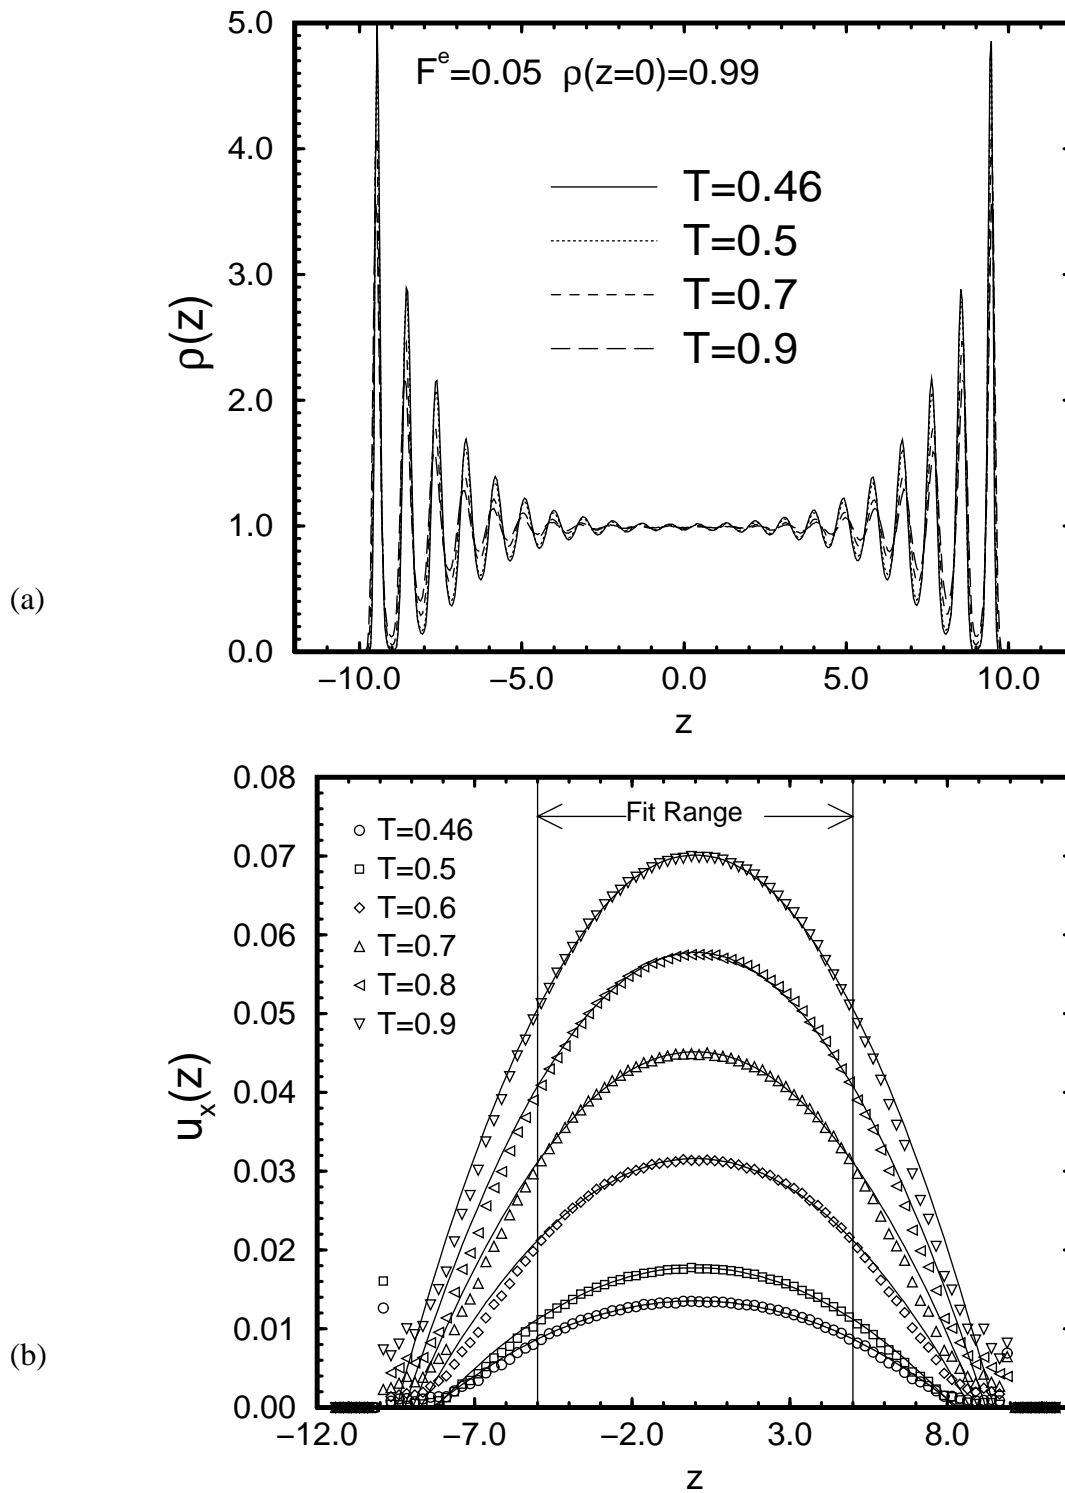 5.0
F^e=0.05 ρ(z=0)=0.99
4.0
T=0.46
T=0.5
T=0.7
T=0.9
3.0
ρ(z)
2.0
1.0
(a)
0.0
−10.0 −5.0 0.0 5.0 10.0
z
0.08
Fit Range
T=0.46
T=0.5
T=0.6
T=0.7
T=0.8
T=0.9
0.07
0.06
0.05
u_x(z)
0.04
0.03
0.02
0.01
(b)
0.00
−12.0 −7.0 −2.0 3.0 8.0
z